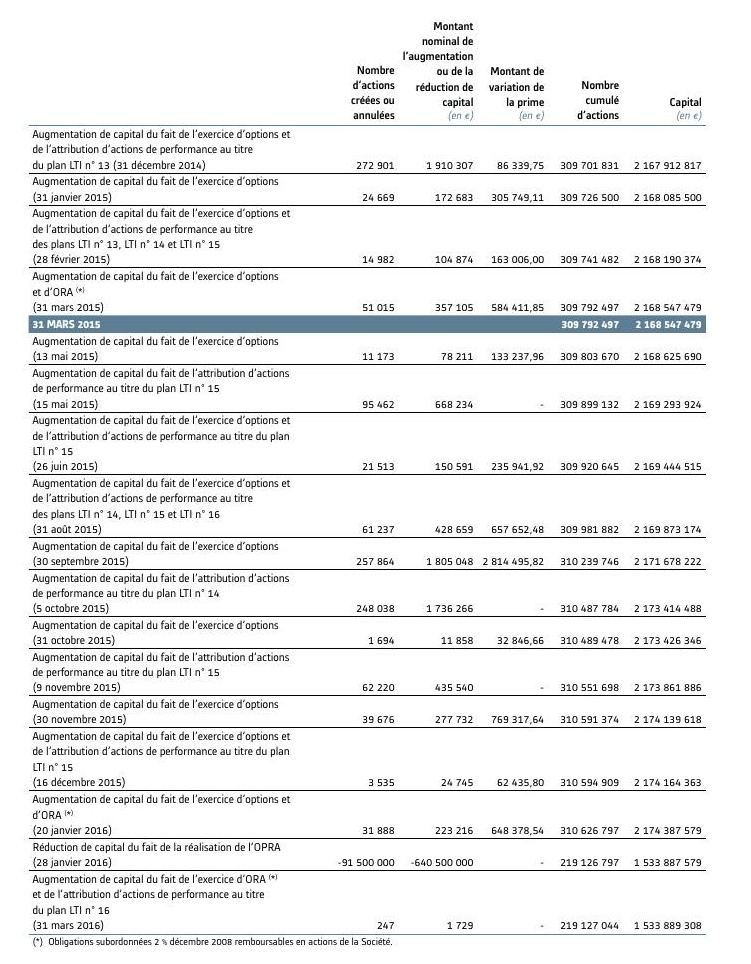 Nombre d'actions créées ou annulées
Montant nominal de l'augmentation ou de la réduction de capital (en €)
Montant de variation de la prime (en €)
Nombre cumulé d'actions
Capital (en €)
Augmentation de capital du fait de l'exercice d'options et
de l'attribution d'actions de performance au titre
du plan LTI n° 13 (31 décembre 2014) 272 901 1 910 307 86 339,75 309 701 831 2 167 912 817
Augmentation de capital du fait de l'exercice d'options
(31 janvier 2015) 24 669 172 683 305 749,11 309 726 500 2 168 085 500
Augmentation de capital du fait de l'exercice d'options et
de l'attribution d'actions de performance au titre
des plans LTI n° 13, LTI n° 14 et LTI n° 15
(28 février 2015) 14 982 104 874 163 006,00 309 741 482 2 168 190 374
Augmentation de capital du fait de l'exercice d'options
et d'ORA (*)
(31 mars 2015) 51 015 357 105 584 411,85 309 792 497 2 168 547 479
31 MARS 2015 309 792 497 2 168 547 479
Augmentation de capital du fait de l'exercice d'options
(13 mai 2015) 11 173 78 211 133 237,96 309 803 670 2 168 625 690
Augmentation de capital du fait de l'attribution d'actions
de performance au titre du plan LTI n° 15
(15 mai 2015) 95 462 668 234 - 309 899 132 2 169 293 924
Augmentation de capital du fait de l'exercice d'options et
de l'attribution d'actions de performance au titre du plan
LTI n° 15
(26 juin 2015) 21 513 150 591 235 941,92 309 920 645 2 169 444 515
Augmentation de capital du fait de l'exercice d'options et
de l'attribution d'actions de performance au titre
des plans LTI n° 14, LTI n° 15 et LTI n° 16
(31 août 2015) 61 237 428 659 657 652,48 309 981 882 2 169 873 174
Augmentation de capital du fait de l'exercice d'options
(30 septembre 2015) 257 864 1 805 048 2 814 495,82 310 239 746 2 171 678 222
Augmentation de capital du fait de l'attribution d'actions
de performance au titre du plan LTI n° 14
(5 octobre 2015) 248 038 1 736 266 - 310 487 784 2 173 414 488
Augmentation de capital du fait de l'exercice d'options
(31 octobre 2015) 1 694 11 858 32 846,66 310 489 478 2 173 426 346
Augmentation de capital du fait de l'attribution d'actions
de performance au titre du plan LTI n° 15
(9 novembre 2015) 62 220 435 540 - 310 551 698 2 173 861 886
Augmentation de capital du fait de l'exercice d'options
(30 novembre 2015) 39 676 277 732 769 317,64 310 591 374 2 174 139 618
Augmentation de capital du fait de l'exercice d'options et
de l'attribution d'actions de performance au titre du plan
LTI n° 15
(16 décembre 2015) 3 535 24 745 62 435,80 310 594 909 2 174 164 363
Augmentation de capital du fait de l'exercice d'options et
d'ORA (*)
(20 janvier 2016) 31 888 223 216 648 378,54 310 626 797 2 174 387 579
Réduction de capital du fait de la réalisation de l'OPRA
(28 janvier 2016) -91 500 000 -640 500 000 - 219 126 797 1 533 887 579
Augmentation de capital du fait de l'exercice d'ORA (*)
et de l'attribution d'actions de performance au titre
du plan LTI n° 16
(31 mars 2016) 247 1 729 - 219 127 044 1 533 889 308
(*) Obligations subordonnées 2 % décembre 2008 remboursables en actions de la Société.